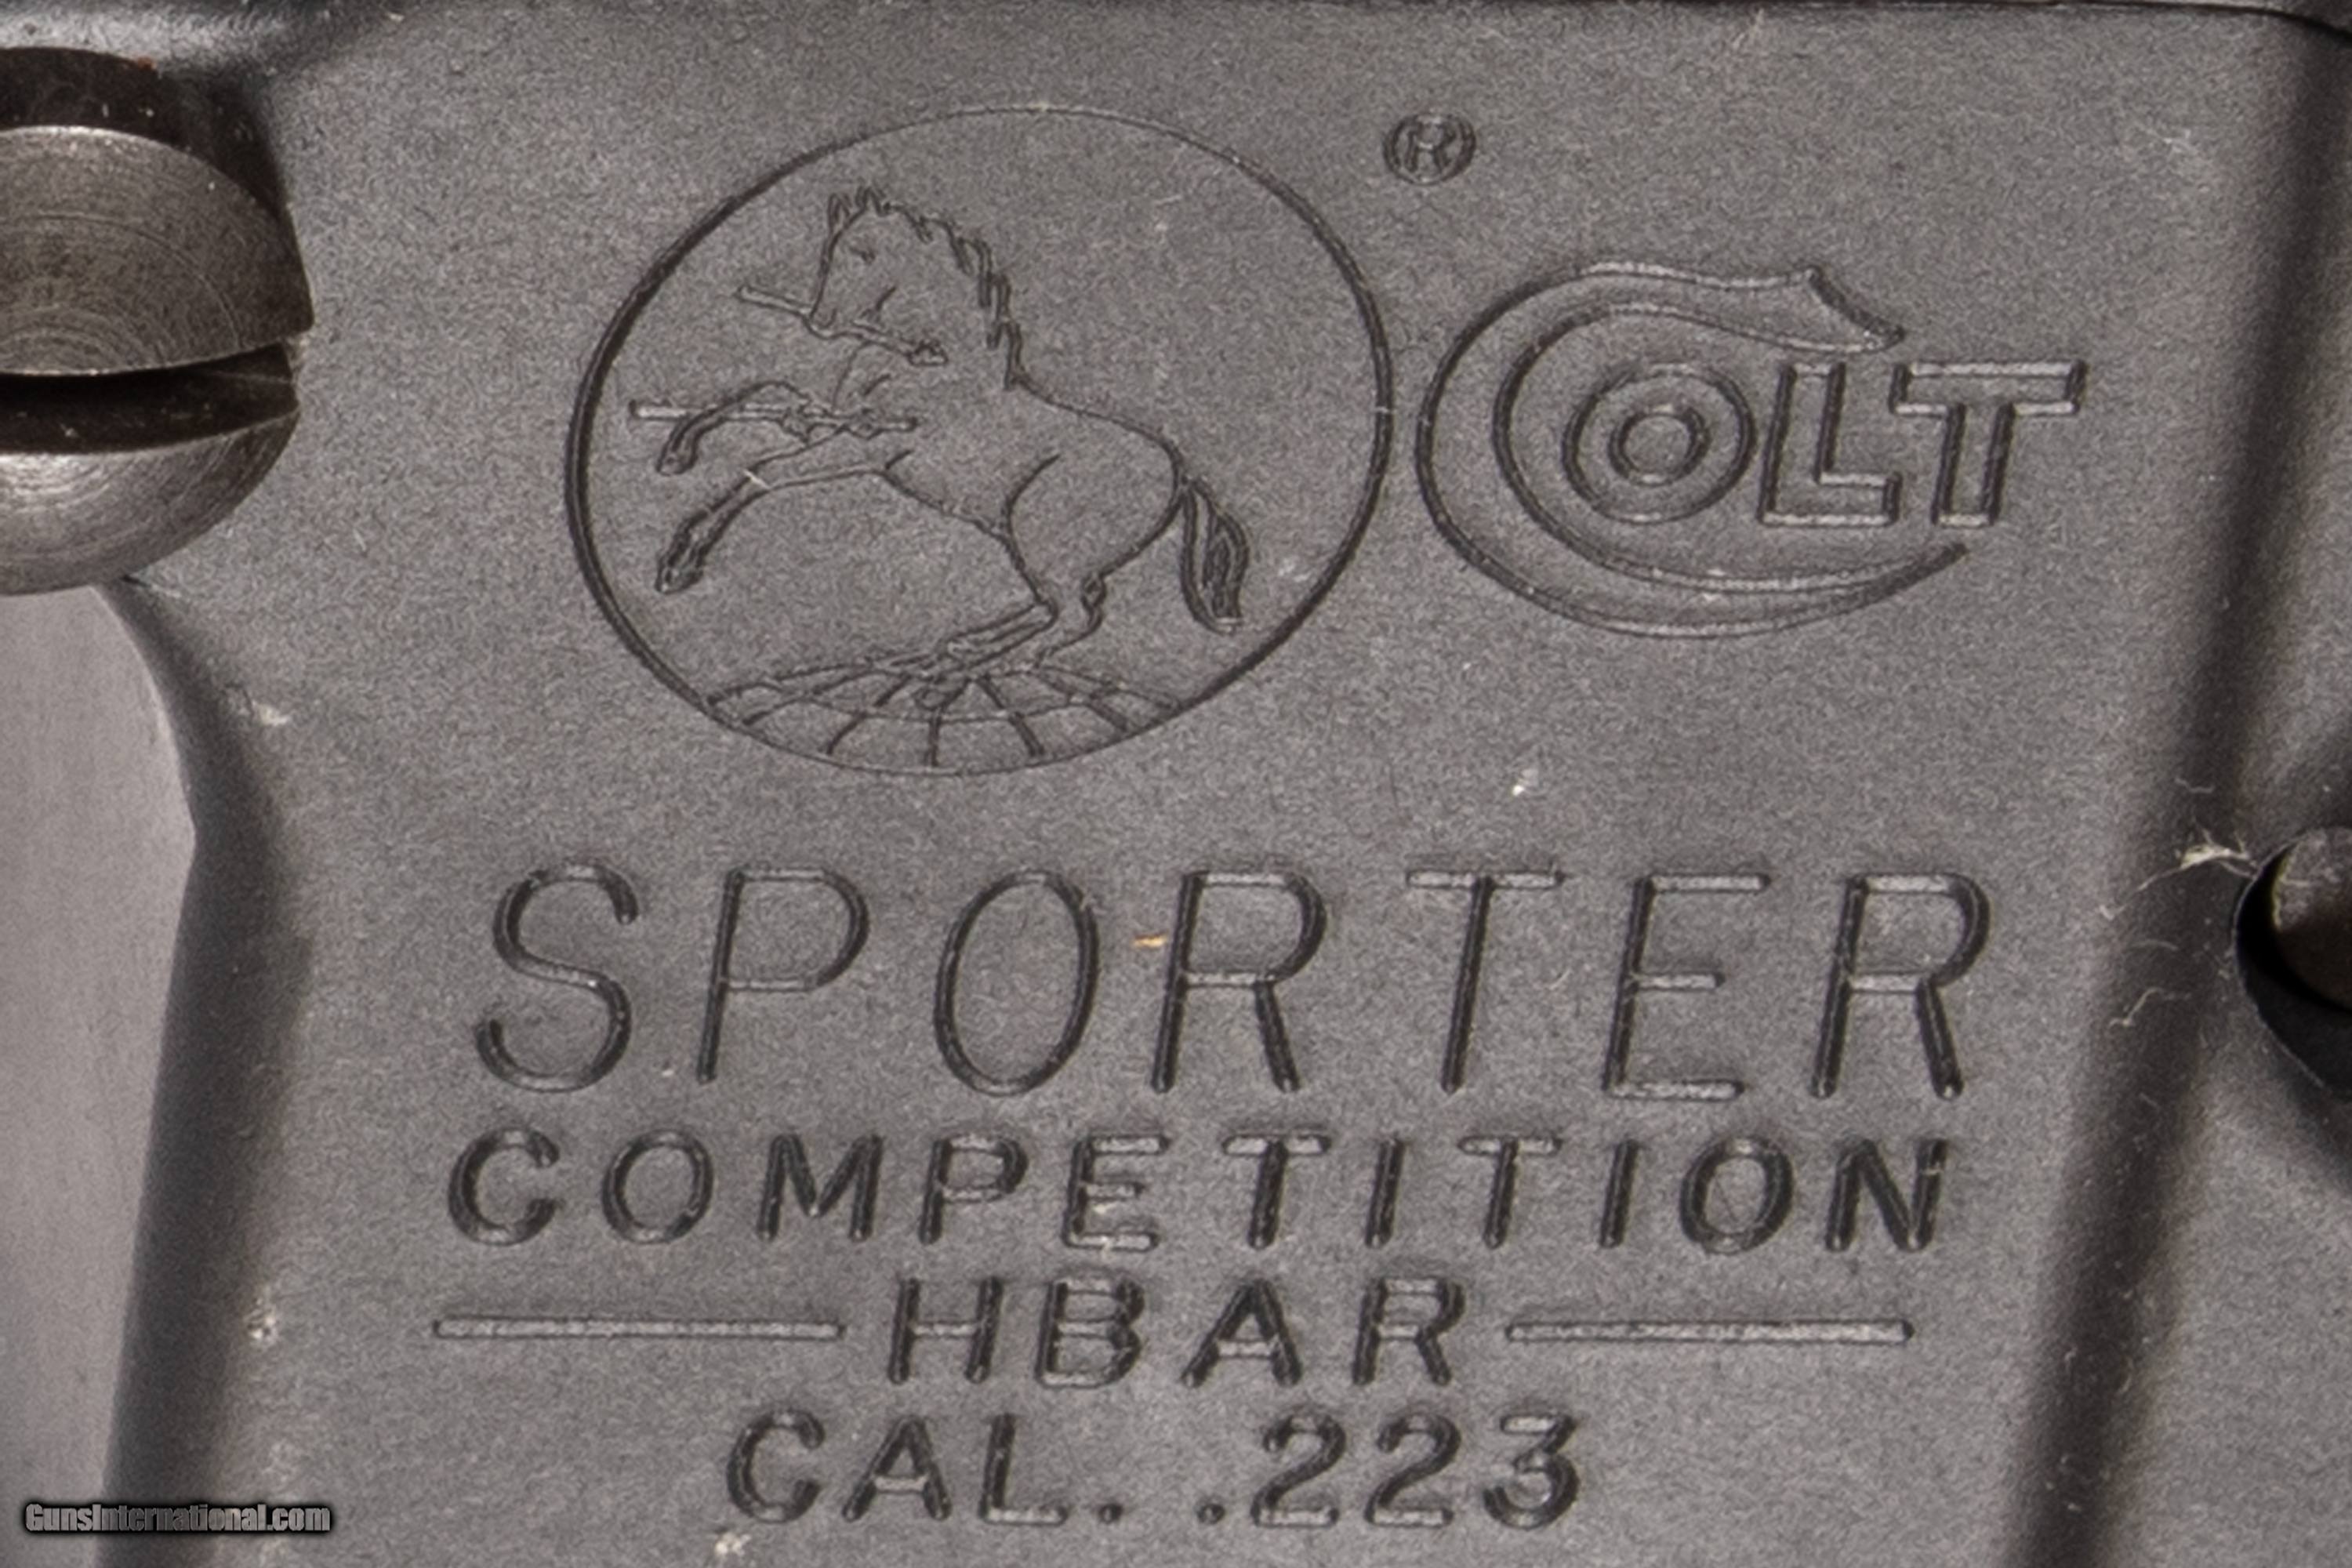 ®
COLT
SPORTER
COMPETITION
HBAR
CAL. .223
GunsInternational.com